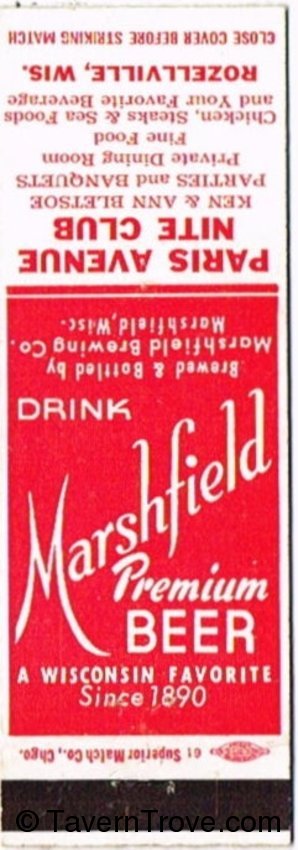 CLOSE COVER BEFORE STRIKING MATCH
ROZELLVILLE, WIS.
and Your Favorite Beverage
Chicken, Steaks & Sea Foods
Fine Food
Private Dining Room
PARTIES and BANQUETS
KEN & ANN BLETSOE
NITE CLUB
PARIS AVENUE
Marshfield, Wisc.
Marshfield Brewing Co.
Brewed & Bottled by
DRINK
Marshfield
Premium
BEER
A WISCONSIN FAVORITE
Since 1890
Superior Match Co., Chgo.
© TavernTrove.com